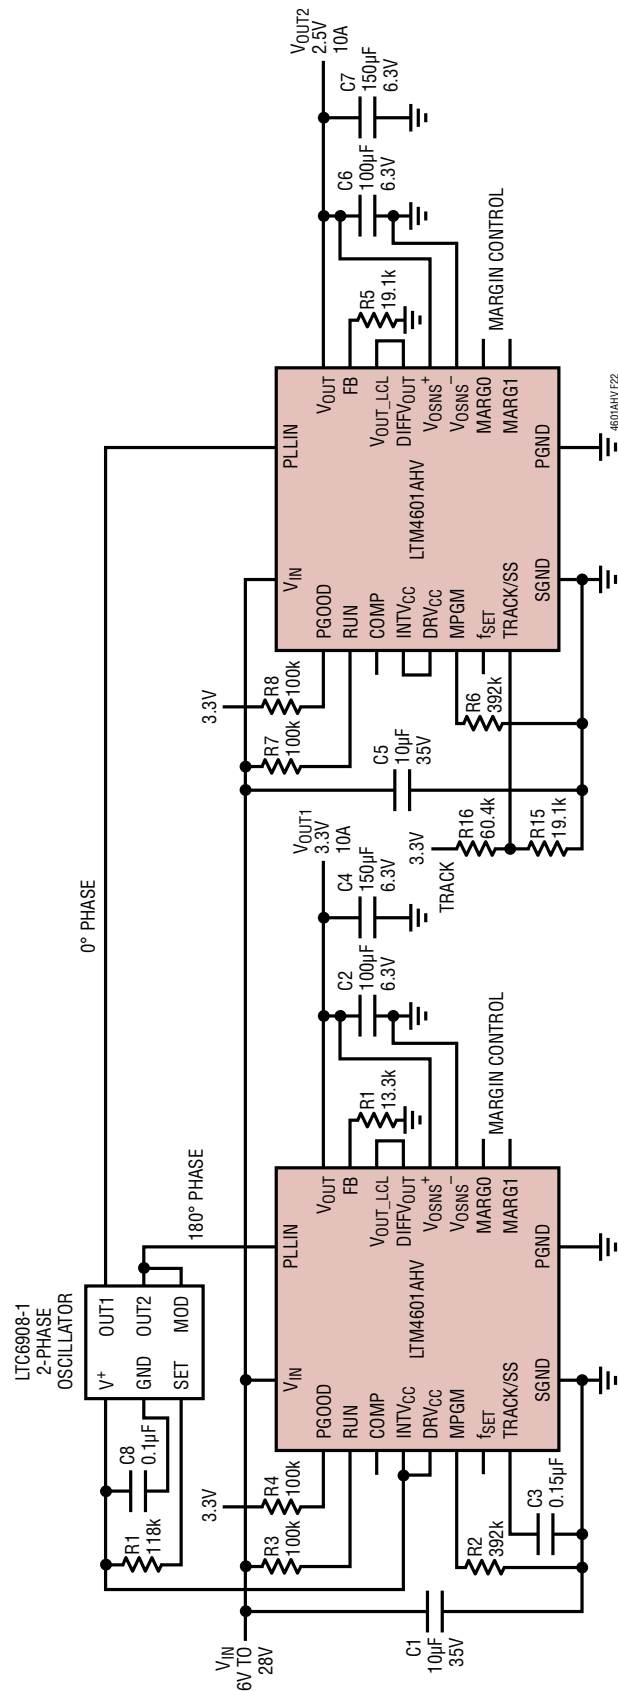 LTC6908-1
2-PHASE
OSCILLATOR
V+
GND
SET
OUT1
OUT2
MOD
C8
0.1µF
R1
118k
0° PHASE
180° PHASE
VIN
6V TO
28V
C1
10µF
35V
3.3V
R4
100k
R3
100k
R2
392k
C3
0.15µF
VIN
PLLIN
PGOOD
RUN
COMP
INTVCC
DRVCC
MPGM
fSET
TRACK/SS
LTM4601AHV
VOUT
FB
VOUT_LCL
DIFFVOUT
VOSNS+
VOSNS–
MARG0
MARG1
SGND
PGND
R1
13.3k
MARGIN CONTROL
C2
100µF
6.3V
C4
150µF
6.3V
VOUT1
3.3V
10A
3.3V
TRACK
R16
60.4k
R15
19.1k
C5
10µF
35V
3.3V
R8
100k
R7
100k
R6
392k
VIN
PLLIN
PGOOD
RUN
COMP
INTVCC
DRVCC
MPGM
fSET
TRACK/SS
LTM4601AHV
VOUT
FB
VOUT_LCL
DIFFVOUT
VOSNS+
VOSNS–
MARG0
MARG1
SGND
PGND
R5
19.1k
MARGIN CONTROL
C6
100µF
6.3V
C7
150µF
6.3V
VOUT2
2.5V
10A
4601AHV F22